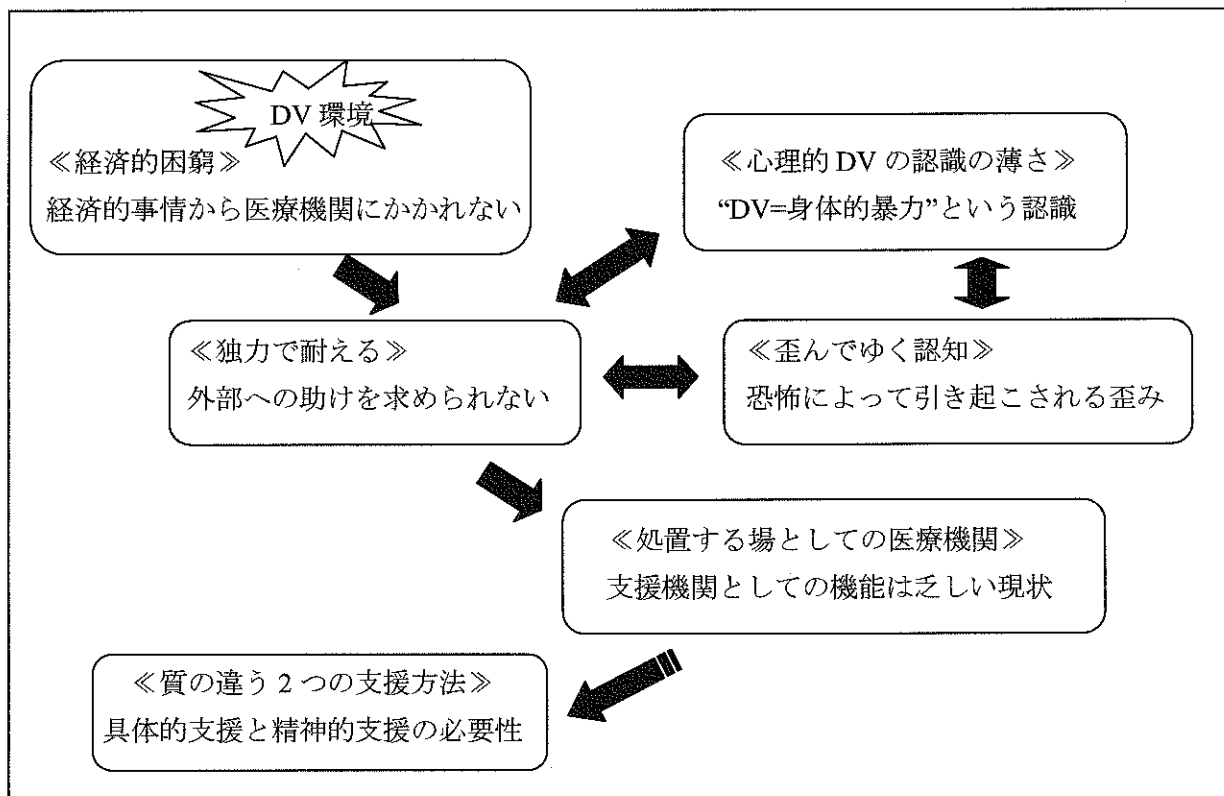 DV 環境
≪経済的困窮≫
経済的事情から医療機関にかかれない
≪心理的 DV の認識の薄さ≫
“DV=身体的暴力”という認識
≪独力で耐える≫
外部への助けを求められない
≪歪んでゆく認知≫
恐怖によって引き起こされる歪み
≪処置する場としての医療機関≫
支援機関としての機能は乏しい現状
≪質の違う 2 つの支援方法≫
具体的支援と精神的支援の必要性